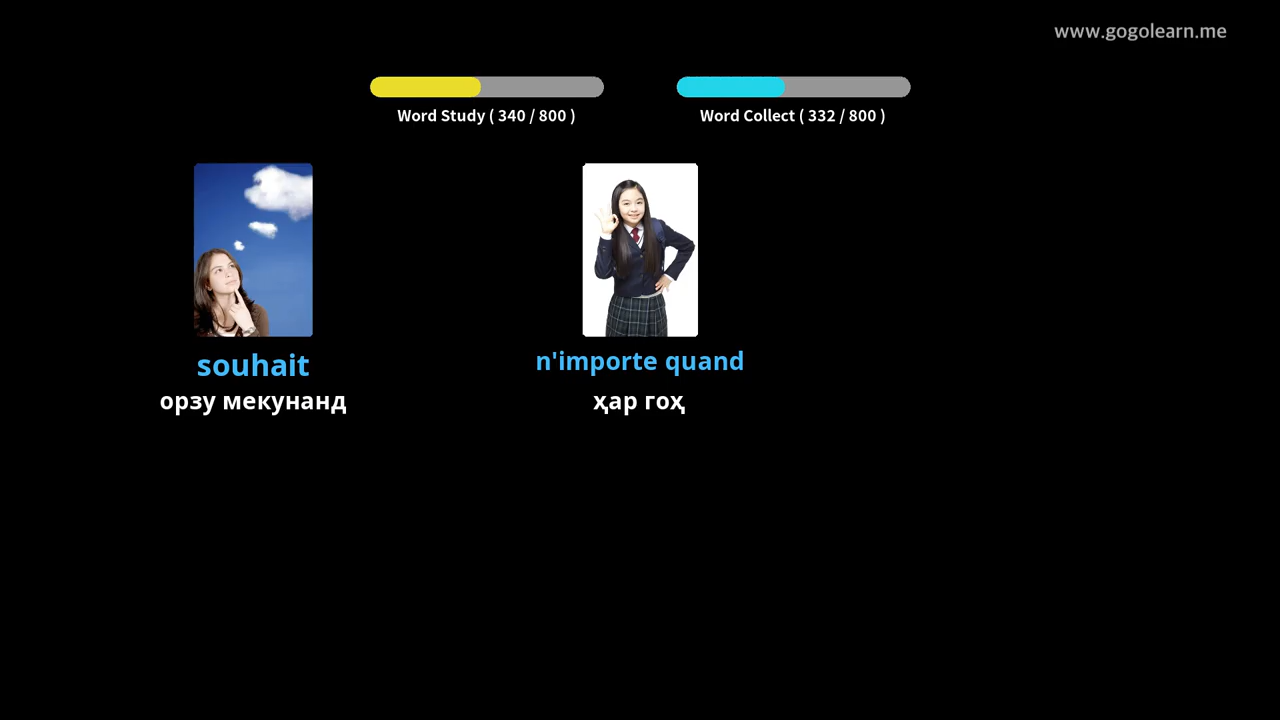 www.gogolearn.me
Word Study ( 340 / 800 )
Word Collect ( 332 / 800 )
souhait
орзу мекунанд
n'importe quand
ҳар гоҳ